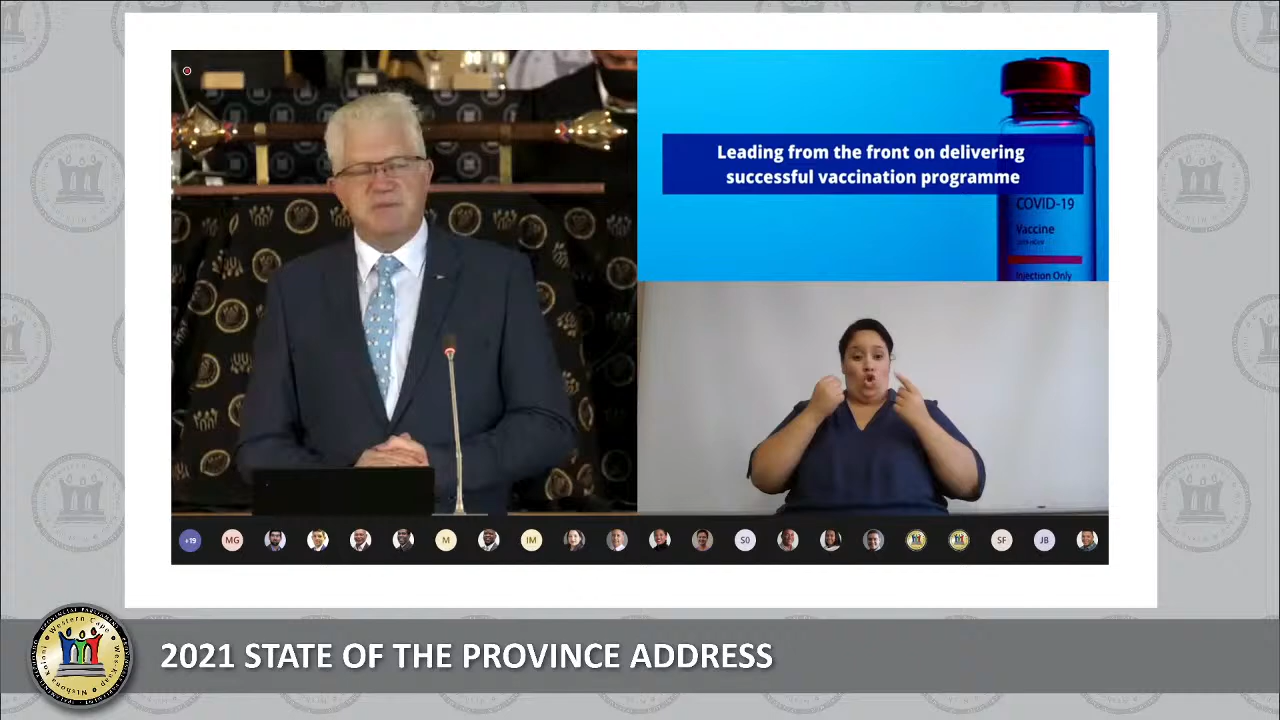 Leading from the front on delivering
successful vaccination programme
COVID-19
Vaccine
Injection Only
+19
MG
M
IM
S0
SF
JB
Western Cape
2021 STATE OF THE PROVINCE ADDRESS